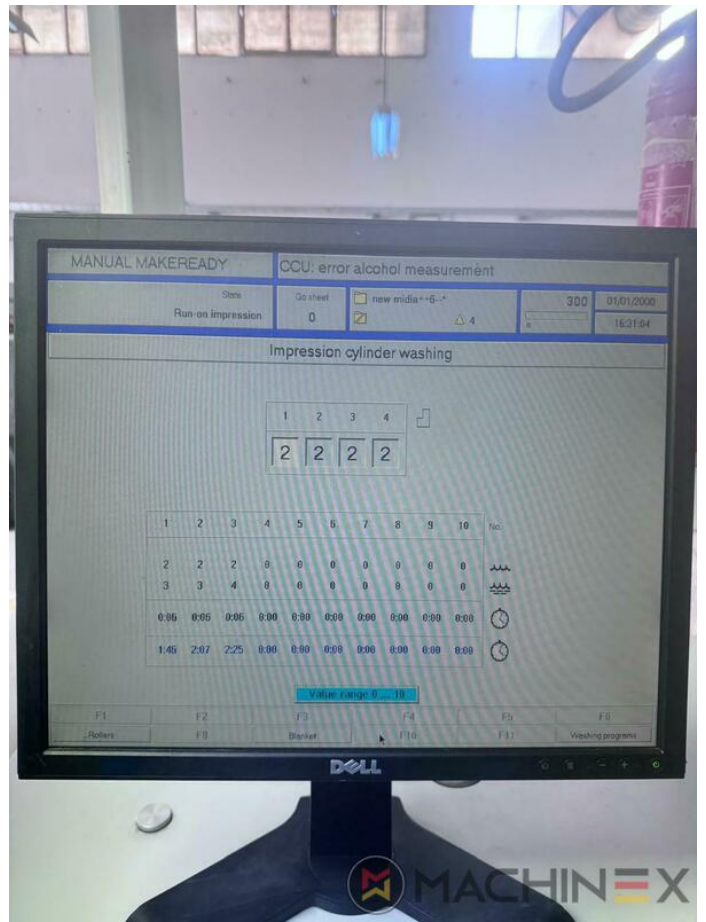 MANUAL MAKEREADY
CCU: error alcohol measurement
State
Run-on impression
Go sheet
0
new midia
4
300
01/01/2000
16:31:04
Impression cylinder washing
1 2 3 4
2 2 2 2
1 2 3 4 5 6 7 8 9 10 No.
2 2 2 0 0 0 0 0 0 0
3 3 4 0 0 0 0 0 0 0
0:06 0:06 0:06 0:00 0:00 0:00 0:00 0:00 0:00 0:00
2:07 2:25 0:00 0:00 0:00 0:00 0:00 0:00 0:00
Value range 0 ... 10
F1 F2 F3 F4 F5 F6
Rollers F8 Blanket F10 F11 Washing programs
DELL
MACHINEX